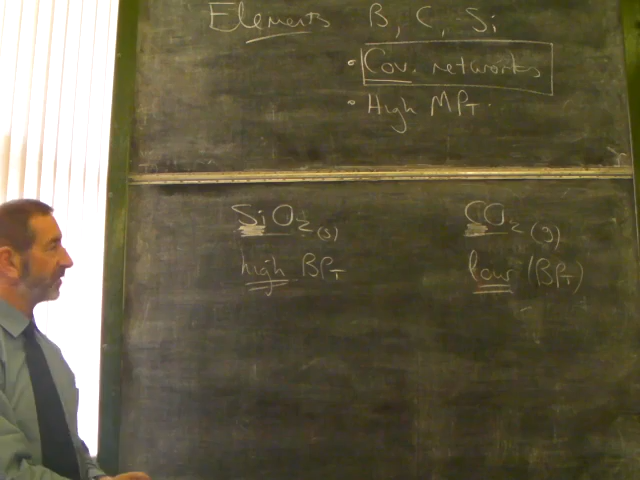 Elements B, C, Si
• Cov. networks
• High MPT.
SiO2 (s) CO2 (g)
high BPT low (BPT)